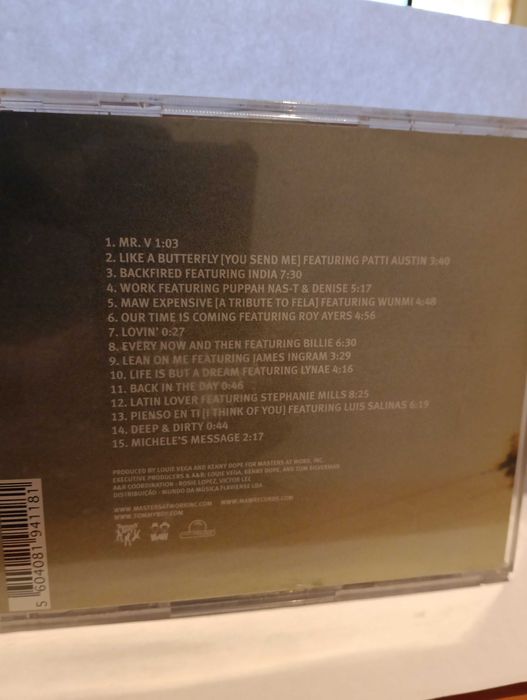 1. MR. V 1:03
2. LIKE A BUTTERFLY [YOU SEND ME] FEATURING PATTI AUSTIN 3:40
3. BACKFIRED FEATURING INDIA 7:30
4. WORK FEATURING PUPPAH NAS-T & DENISE 5:17
5. MAW EXPENSIVE [A TRIBUTE TO FELA] FEATURING WUNMI 4:48
6. OUR TIME IS COMING FEATURING ROY AYERS 4:56
7. LOVIN' 0:27
8. EVERY NOW AND THEN FEATURING BILLIE 6:30
9. LEAN ON ME FEATURING JAMES INGRAM 3:29
10. LIFE IS BUT A DREAM FEATURING LYNAE 4:16
11. BACK IN THE DAY 0:46
12. LATIN LOVER FEATURING STEPHANIE MILLS 8:25
13. PIENSO EN TI [I THINK OF YOU] FEATURING LUIS SALINAS 6:19
14. DEEP & DIRTY 0:44
15. MICHELE'S MESSAGE 2:17
PRODUCED BY LOUIE VEGA AND KENNY DOPE FOR MASTERS AT WORK, INC.
EXECUTIVE PRODUCERS & A&R: LOUIE VEGA, KENNY DOPE, AND TOM SILVERMAN
A&R COORDINATION : ROSIE LOPEZ, VICTOR LEE
DISTRIBUIÇÃO : MUNDO DA MÚSICA FLAVIENSE LDA.
WWW.MASTERSATWORKINC.COM WWW.MAWRECORDS.COM
WWW.TOMMYBOY.COM
5 604081 941181